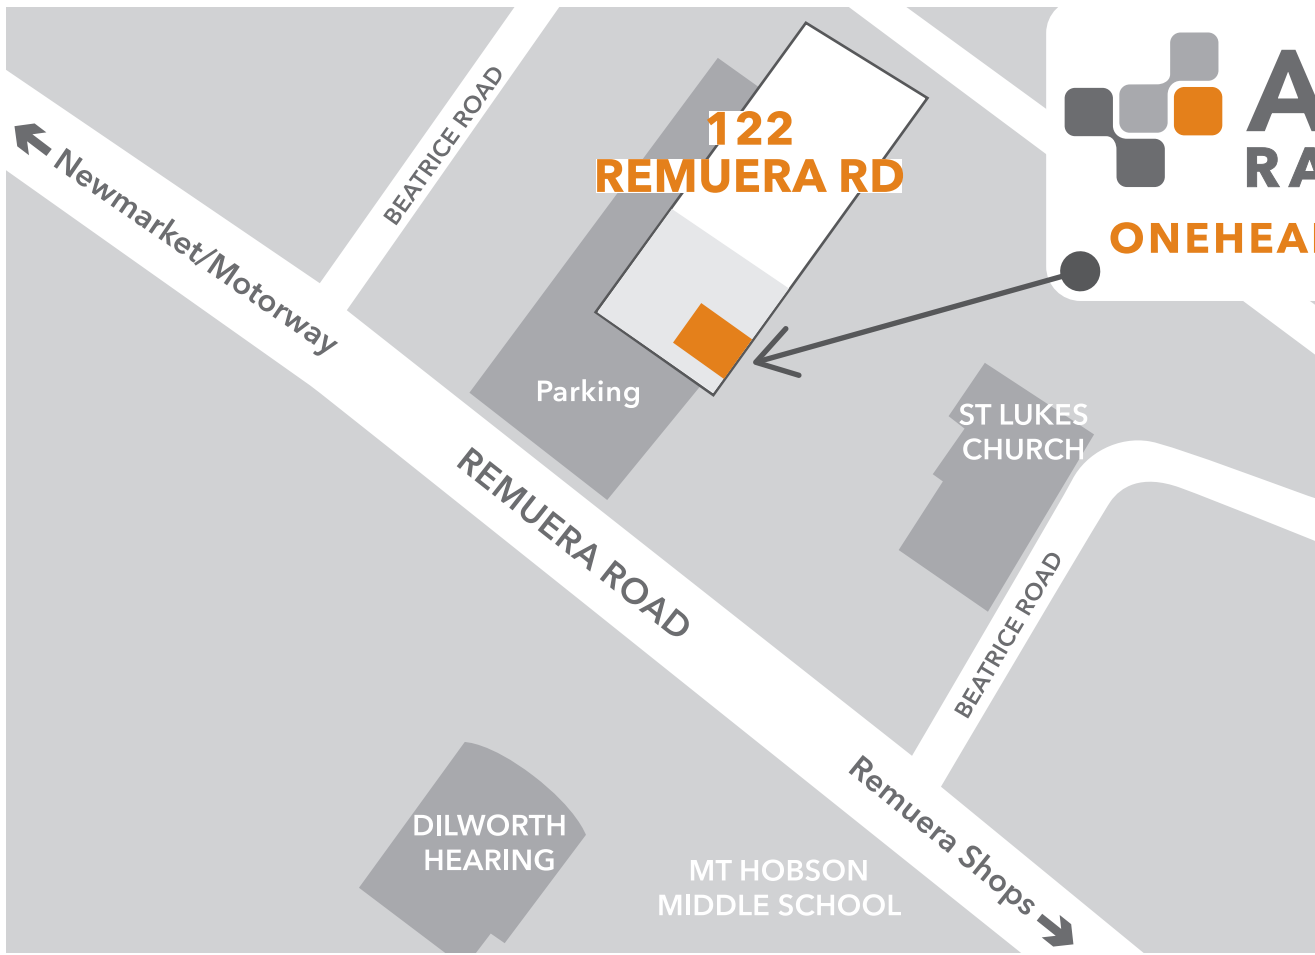 BEATRICE ROAD
Newmarket/Motorway
122
REMUERA RD
Parking
REMUERA ROAD
ST LUKES
CHURCH
BEATRICE ROAD
Remuera Shops
DILWORTH
HEARING
MT HOBSON
MIDDLE SCHOOL